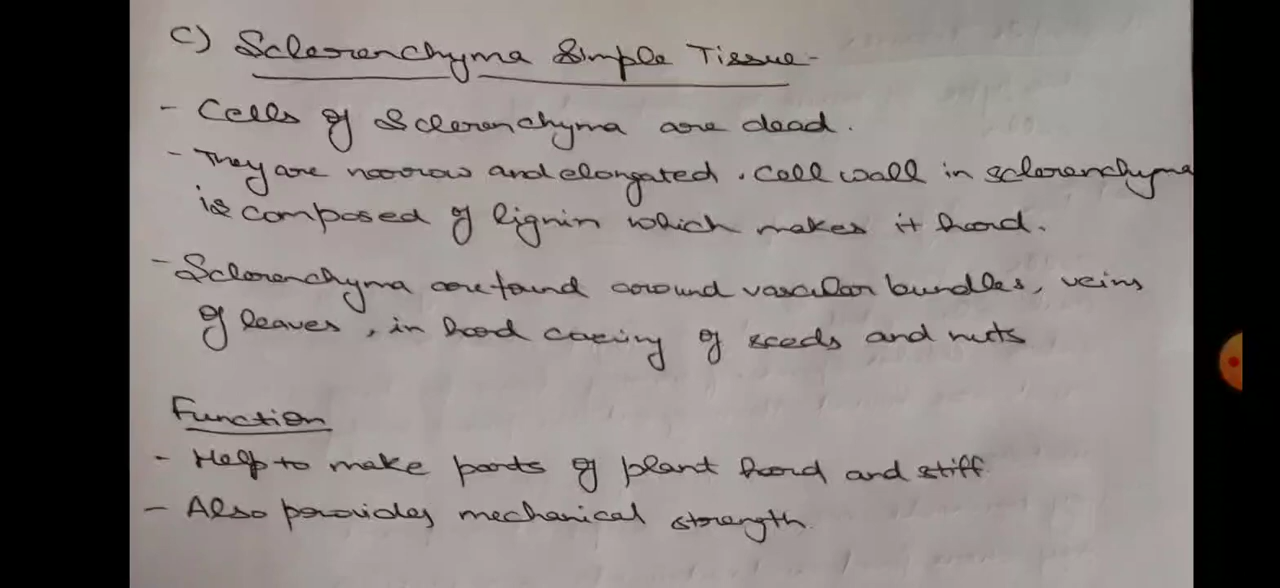 c) Sclerenchyma Simple Tissue-
- Cells of Sclerenchyma are dead.
- They are narrow and elongated. Cell wall in sclerenchyma
is composed of lignin which makes it hard.
- Sclerenchyma are found around vascular bundles, veins
of leaves, in hard casing of seeds and nuts
Function
- Help to make parts of plant hard and stiff
- Also provides mechanical strength.